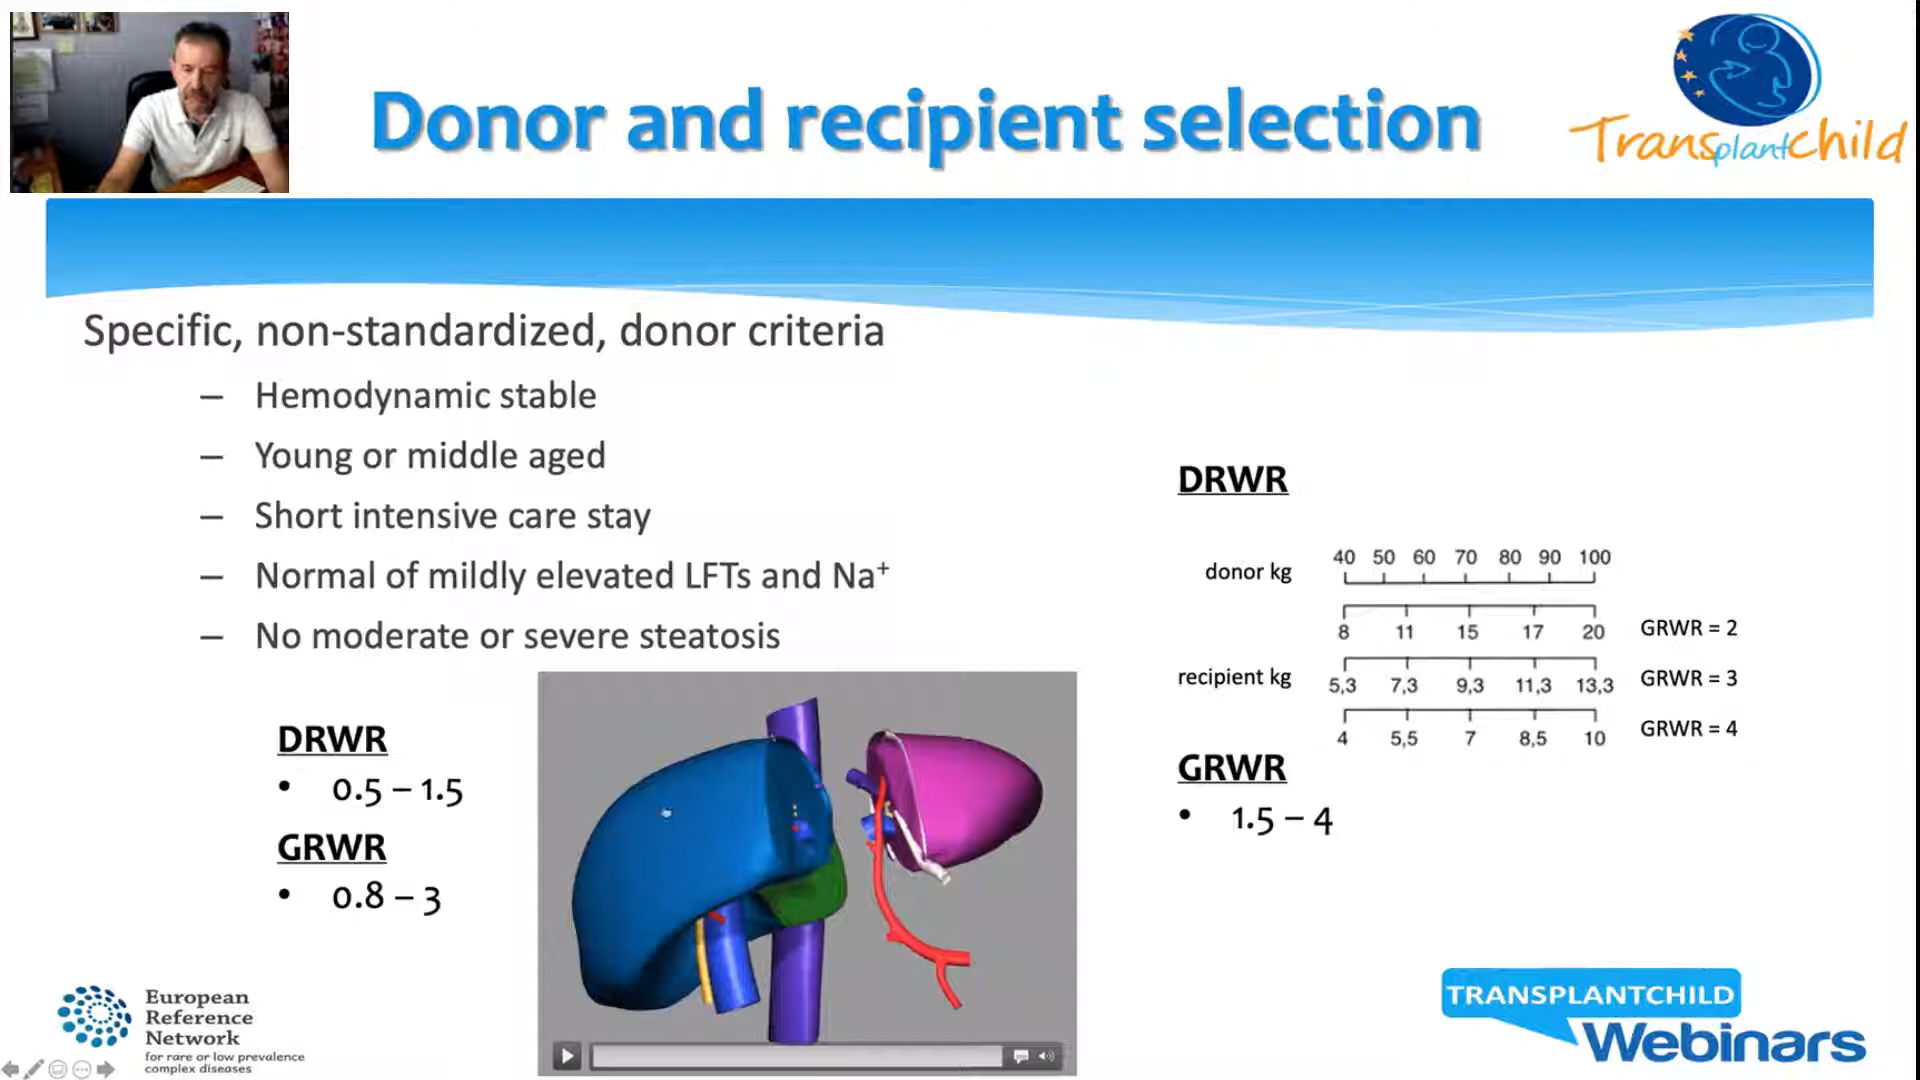 Donor and recipient selection
Transplantchild
Specific, non-standardized, donor criteria
– Hemodynamic stable
– Young or middle aged
– Short intensive care stay
– Normal of mildly elevated LFTs and Na⁺
– No moderate or severe steatosis
DRWR
• 0.5 – 1.5
GRWR
• 0.8 – 3
DRWR
donor kg 40 50 60 70 80 90 100
8 11 15 17 20 GRWR = 2
recipient kg 5,3 7,3 9,3 11,3 13,3 GRWR = 3
4 5,5 7 8,5 10 GRWR = 4
GRWR
• 1.5 – 4
European
Reference
Network
for rare or low prevalence
complex diseases
TRANSPLANTCHILD
Webinars